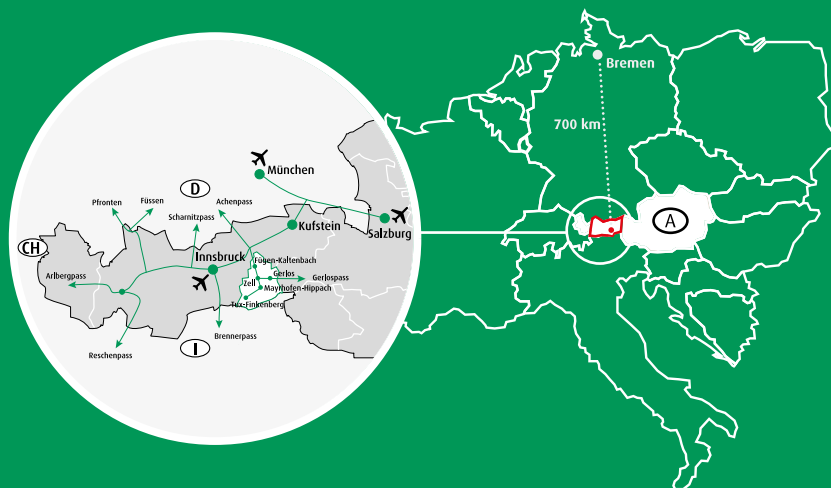 Bremen
700 km
A
München
D
Pfronten
Füssen
Achenpass
Scharnitzpass
Kufstein
Salzburg
CH
Innsbruck
Fügen-Kaltenbach
Arlbergpass
Zell
Gerlos
Gerlospass
Mayrhofen-Hippach
Tux-Finkenberg
Brennerpass
I
Reschenpass